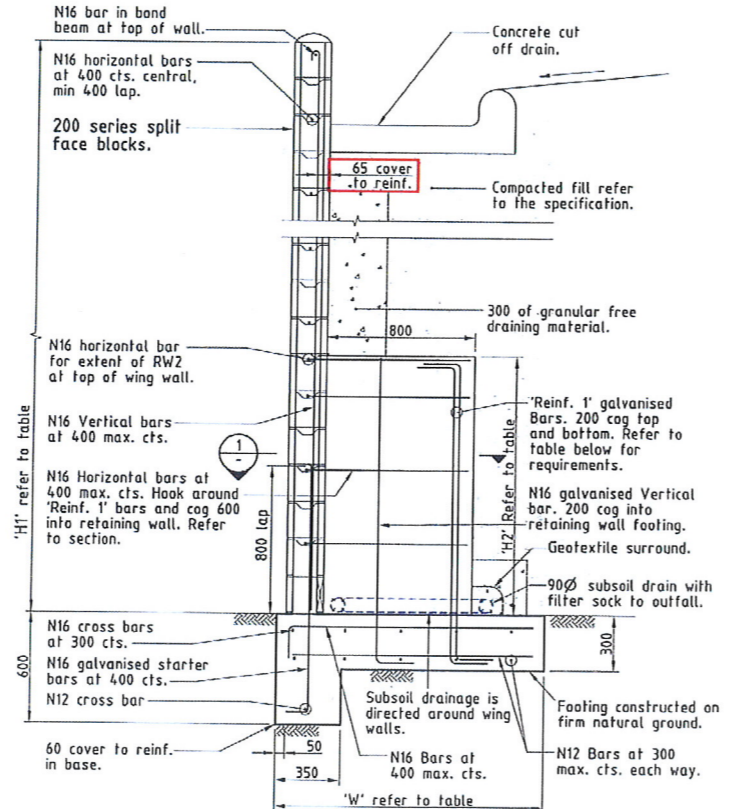 N16 bar in bond
beam at top of wall.
Concrete cut
off drain.
N16 horizontal bars
at 400 cts. central,
min 400 lap.
200 series split
face blocks.
65 cover
to reinf.
Compacted fill refer
to the specification.
300 of granular free
draining material.
800
N16 horizontal bar
for extent of RW2
at top of wing wall.
'Reinf. 1' galvanised
Bars. 200 cog top
and bottom. Refer to
table below for
requirements.
N16 Vertical bars
at 400 max. cts.
1
-
'H1' refer to table
'H2' Refer to table
N16 Horizontal bars at
400 max. cts. Hook around
'Reinf. 1' bars and cog 600
into retaining wall. Refer
to section.
800 lap
N16 galvanised Vertical
bar. 200 cog into
retaining wall footing.
Geotextile surround.
90Ø subsoil drain with
filter sock to outfall.
N16 cross bars
at 300 cts.
600
300
N16 galvanised starter
bars at 400 cts.
N12 cross bar
Subsoil drainage is
directed around wing
walls.
Footing constructed on
firm natural ground.
60 cover to reinf.
in base.
50
N16 Bars at
400 max. cts.
N12 Bars at 300
max. cts. each way.
350
'W' refer to table